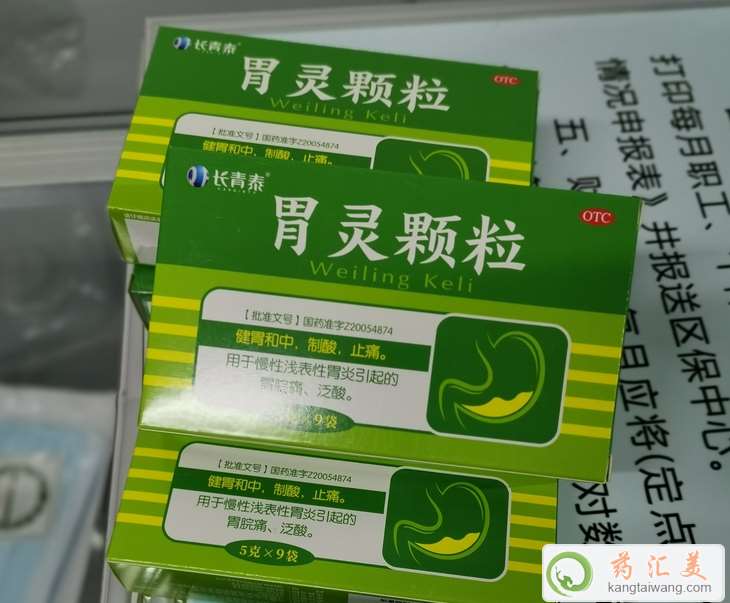 长青泰
胃灵颗粒
OTC
Weiling Keli
【批准文号】国药准字Z20054874
健胃和中，制酸，止痛。
长青泰
胃灵颗粒
OTC
Weiling Keli
【批准文号】国药准字Z20054874
健胃和中，制酸，止痛。
用于慢性浅表性胃炎引起的
胃脘痛、泛酸。
9袋
【批准文号】国药准字Z20054874
健胃和中，制酸，止痛。
用于慢性浅表性胃炎引起的
胃脘痛、泛酸。
5克×9袋
打印每月职工、
情况申报表》并报送区保中心。
五、
每日应将(定点
对数
药汇美
kangtaiwang.com